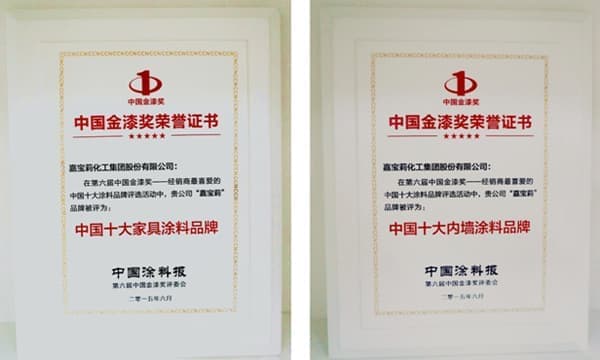 中国金漆奖
中国金漆奖荣誉证书
嘉宝莉化工集团股份有限公司：
在第六届中国金漆奖——经销商最喜爱的
中国十大涂料品牌评选活动中，贵公司“嘉宝莉”
品牌被评为：
中国十大家具涂料品牌
中国涂料报
第六届中国金漆奖评委会
二〇一五年六月
中国金漆奖
中国金漆奖荣誉证书
嘉宝莉化工集团股份有限公司：
在第六届中国金漆奖——经销商最喜爱的
中国十大涂料品牌评选活动中，贵公司“嘉宝莉”
品牌被评为：
中国十大内墙涂料品牌
中国涂料报
第六届中国金漆奖评委会
二〇一五年六月